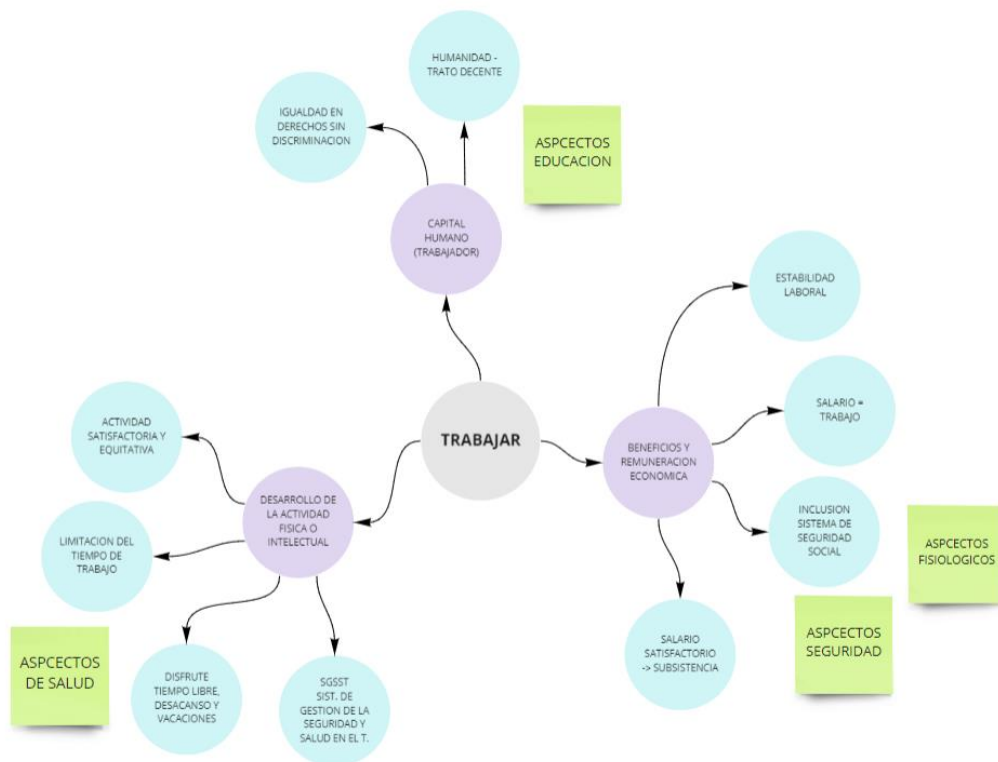 HUMANIDAD -
TRATO DECENTE
IGUALDAD EN
DERECHOS SIN
DISCRIMINACION
ASPCECTOS
EDUCACION
CAPITAL
HUMANO
(TRABAJADOR)
ESTABILIDAD
LABORAL
SALARIO =
TRABAJO
TRABAJAR
BENEFICIOS Y
REMUNERACION
ECONOMICA
ACTIVIDAD
SATISFACTORIA Y
EQUITATIVA
DESARROLLO DE
LA ACTIVIDAD
FISICA O
INTELECTUAL
INCLUSION
SISTEMA DE
SEGURIDAD
SOCIAL
ASPCECTOS
FISIOLOGICOS
LIMITACION DEL
TIEMPO DE
TRABAJO
ASPCECTOS
SEGURIDAD
SALARIO
SATISFACTORIO
-> SUBSISTENCIA
ASPCECTOS
DE SALUD
DISFRUTE
TIEMPO LIBRE,
DESACANSO Y
VACACIONES
SGSST
SIST. DE
GESTION DE LA
SEGURIDAD Y
SALUD EN EL T.